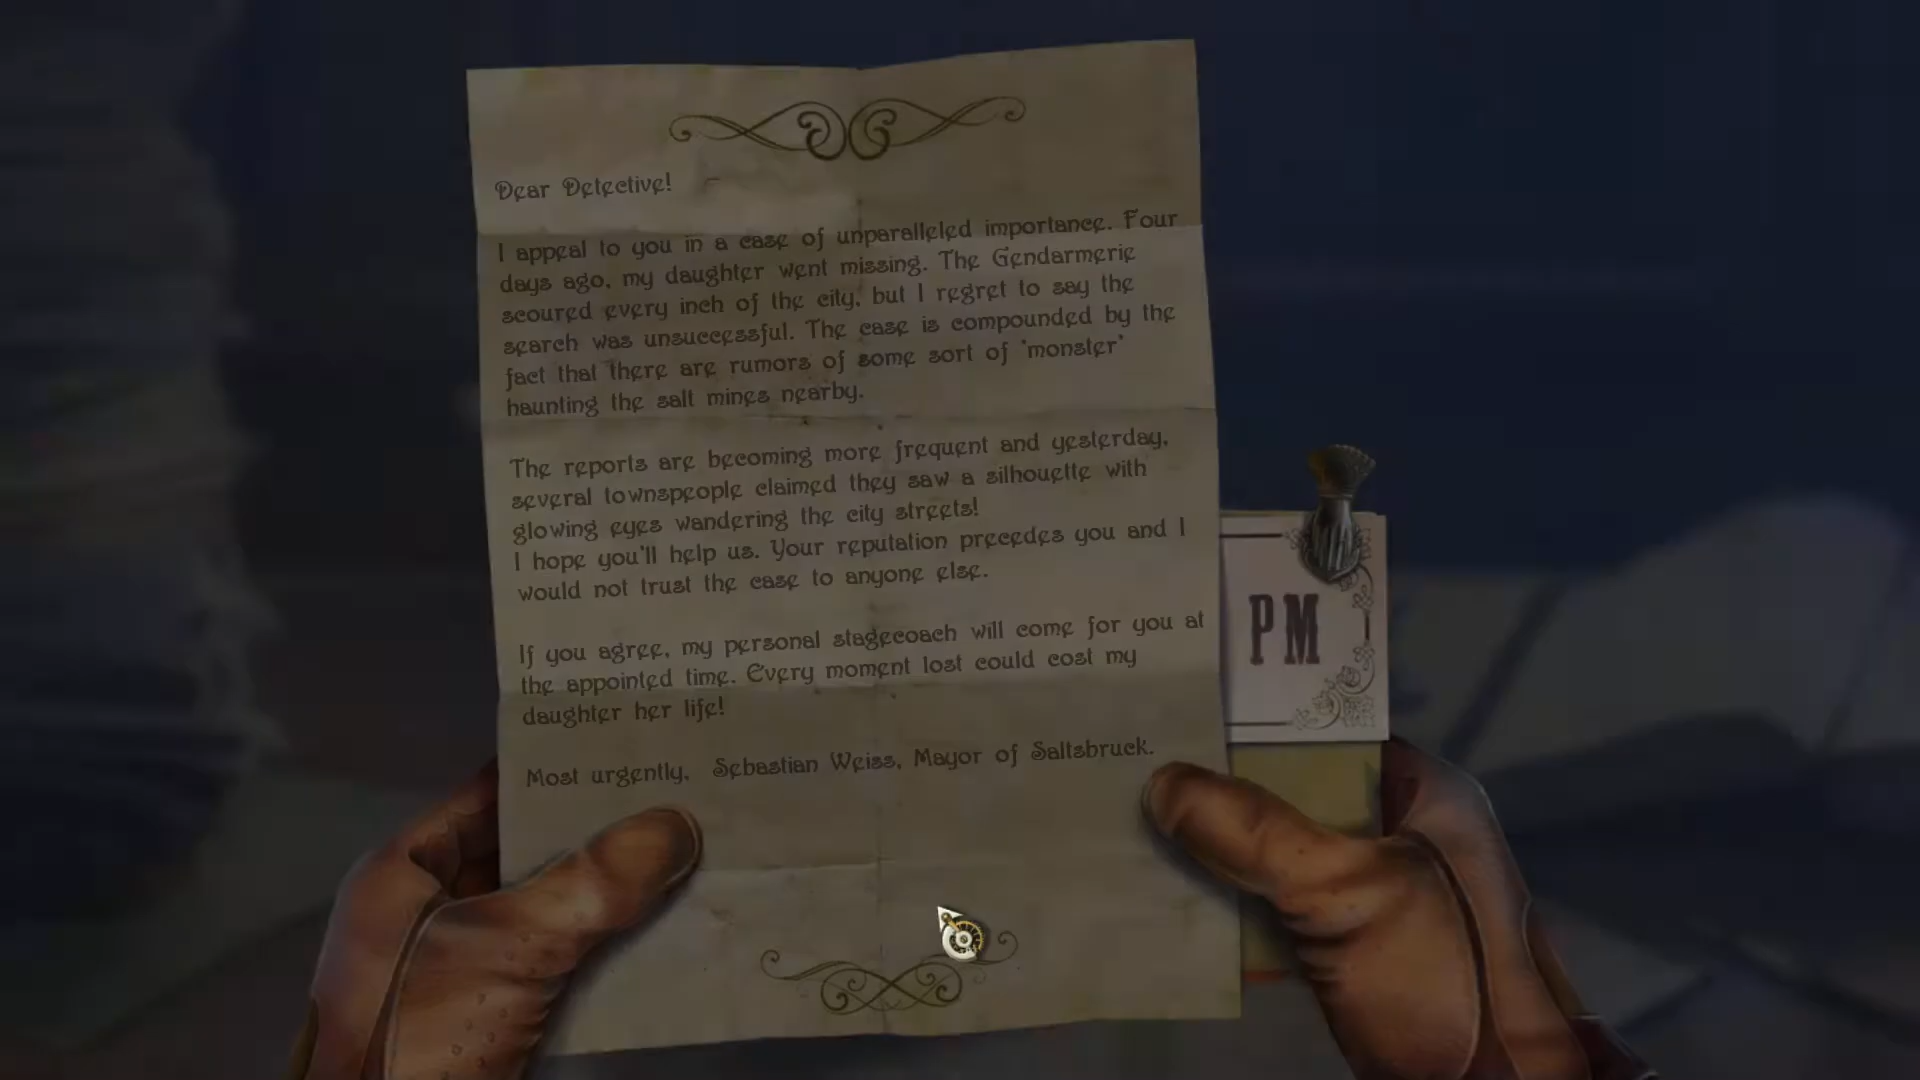 Dear Detective!
I appeal to you in a case of unparalleled importance. Four
days ago, my daughter went missing. The Gendarmerie
scoured every inch of the city, but I regret to say the
search was unsuccessful. The case is compounded by the
fact that there are rumors of some sort of 'monster'
haunting the salt mines nearby.
The reports are becoming more frequent and yesterday,
several townspeople claimed they saw a silhouette with
glowing eyes wandering the city streets!
I hope you'll help us. Your reputation precedes you and I
would not trust the case to anyone else.
If you agree, my personal stagecoach will come for you at
the appointed time. Every moment lost could cost my
daughter her life!
Most urgently, Sebastian Weiss, Mayor of Saltsbruck.
PM